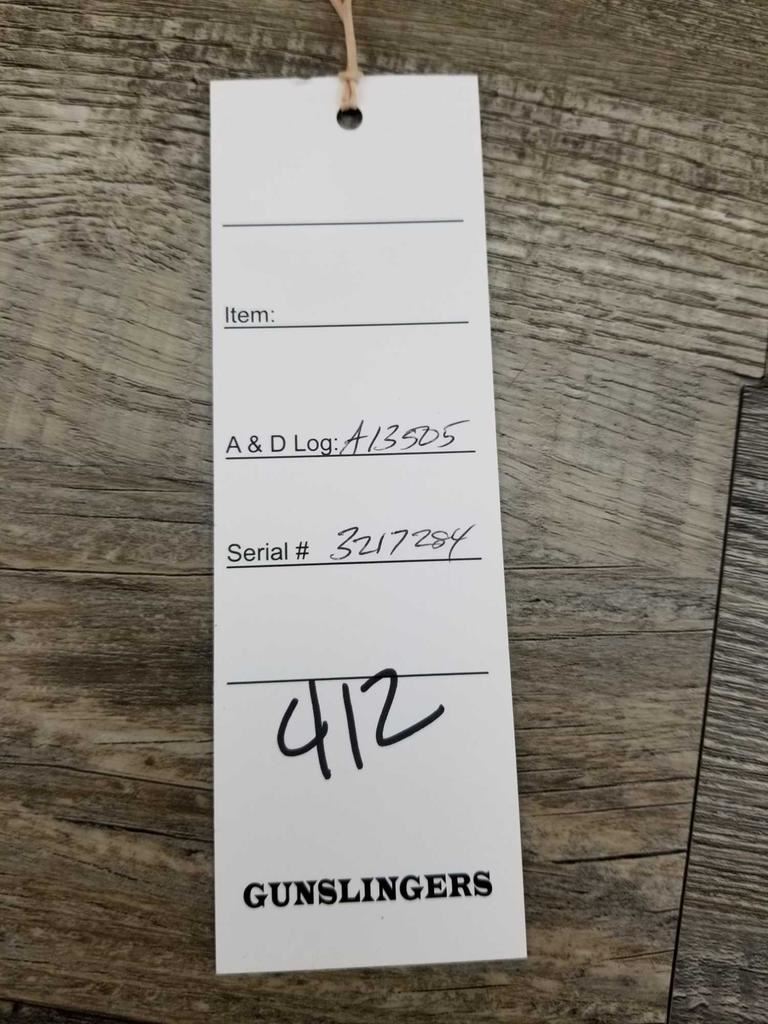 Item:
A & D Log: A13505
Serial # 3217284
412
GUNSLINGERS